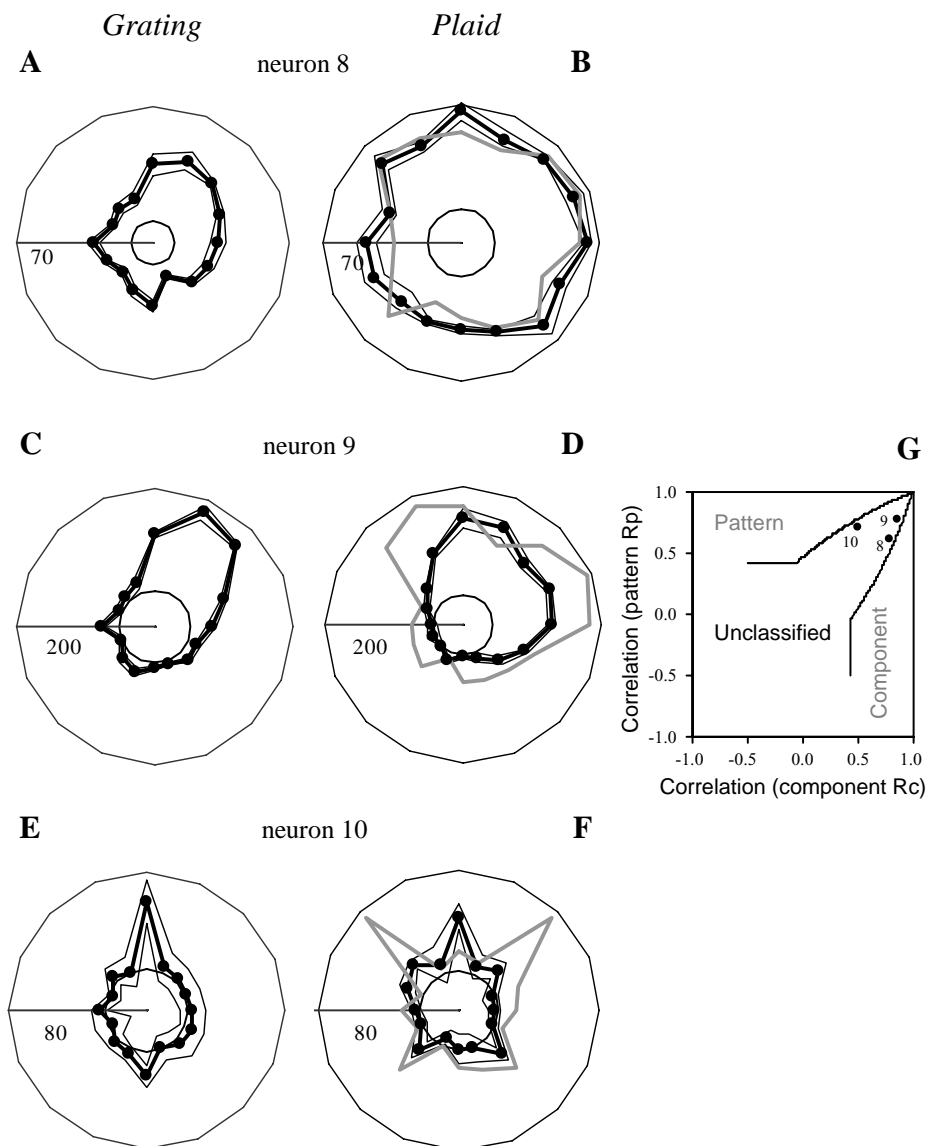 Grating
Plaid
A
neuron 8
B
70
70
C
neuron 9
D
G
200
200
1.0
0.5
0.0
-0.5
-1.0
Correlation (pattern Rp)
Pattern
9
10
8
Unclassified
Component
-1.0 -0.5 0.0 0.5 1.0
Correlation (component Rc)
E
neuron 10
F
80
80